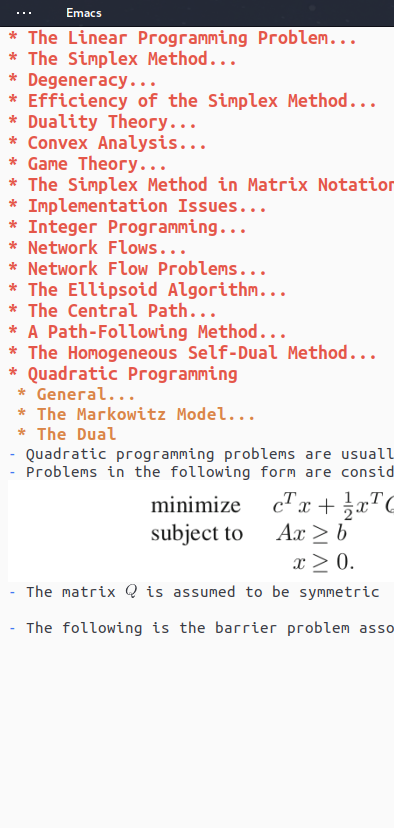 ... Emacs
* The Linear Programming Problem...
* The Simplex Method...
* Degeneracy...
* Efficiency of the Simplex Method...
* Duality Theory...
* Convex Analysis...
* Game Theory...
* The Simplex Method in Matrix Notation
* Implementation Issues...
* Integer Programming...
* Network Flows...
* Network Flow Problems...
* The Ellipsoid Algorithm...
* The Central Path...
* A Path-Following Method...
* The Homogeneous Self-Dual Method...
* Quadratic Programming
* General...
* The Markowitz Model...
* The Dual
- Quadratic programming problems are usuall
- Problems in the following form are consid
minimize c^T x + 1/2 x^T Q
subject to Ax ≥ b
x ≥ 0.
- The matrix Q is assumed to be symmetric
- The following is the barrier problem asso